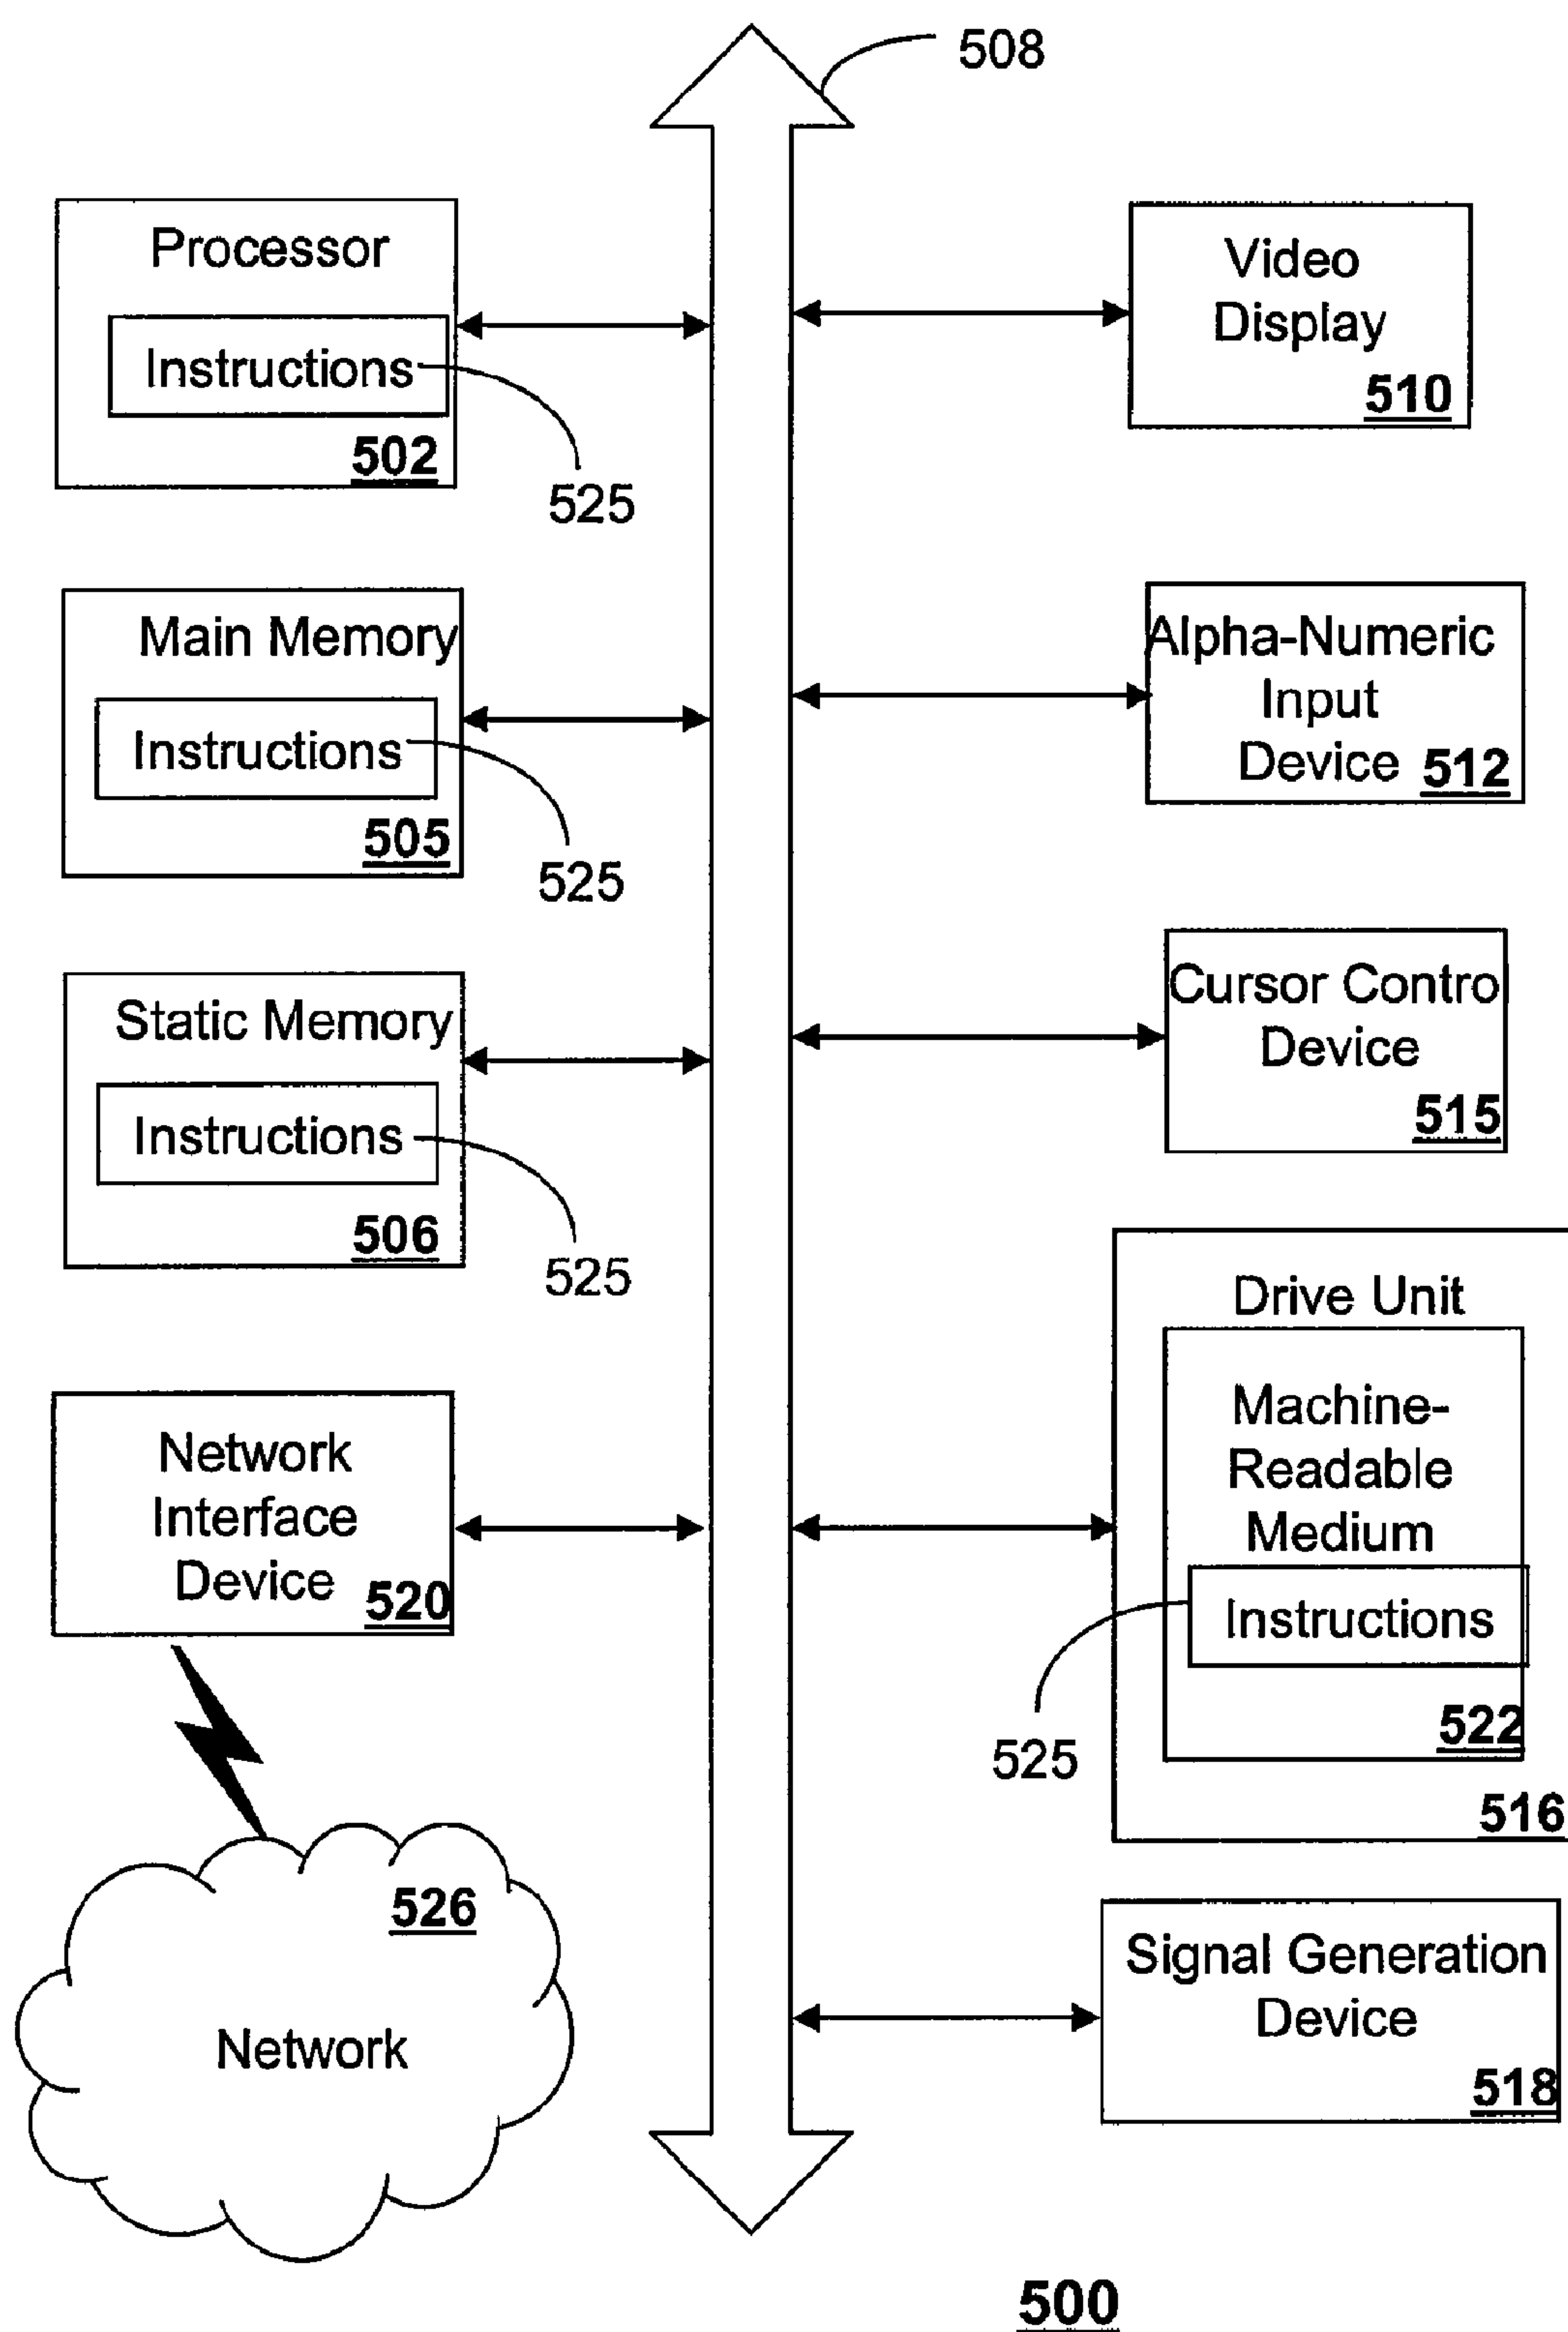 508
Processor
Instructions
502
525
Main Memory
Instructions
505
525
Static Memory
Instructions
506
525
Network
Interface
Device
520
526
Network
Video
Display
510
Alpha-Numeric
Input
Device 512
Cursor Contro
Device
515
Drive Unit
Machine-
Readable
Medium
Instructions
522
525
516
Signal Generation
Device
518
500